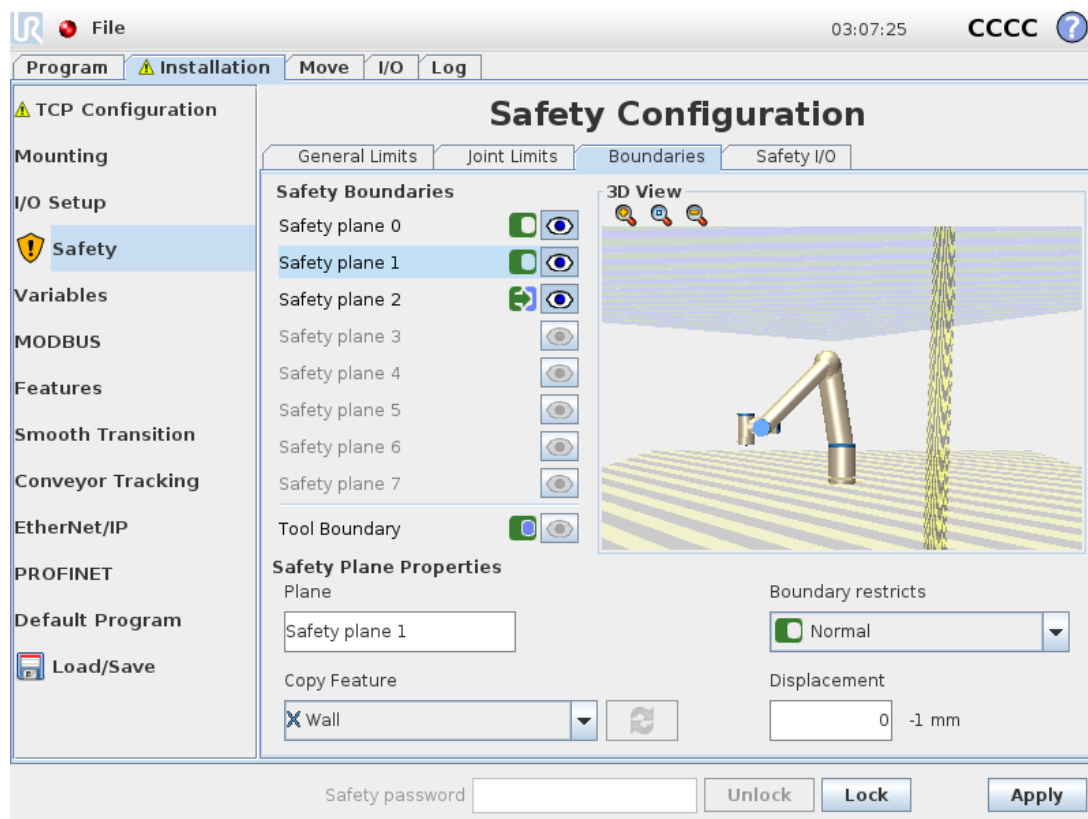 UR File 03:07:25 CCCC ?
Program Installation Move I/O Log
TCP Configuration
Mounting
I/O Setup
Safety
Variables
MODBUS
Features
Smooth Transition
Conveyor Tracking
EtherNet/IP
PROFINET
Default Program
Load/Save
Safety Configuration
General Limits Joint Limits Boundaries Safety I/O
Safety Boundaries
Safety plane 0
Safety plane 1
Safety plane 2
Safety plane 3
Safety plane 4
Safety plane 5
Safety plane 6
Safety plane 7
Tool Boundary
3D View
Safety Plane Properties
Plane
Safety plane 1
Boundary restricts
Normal
Copy Feature
Wall
Displacement
0 -1 mm
Safety password Unlock Lock Apply